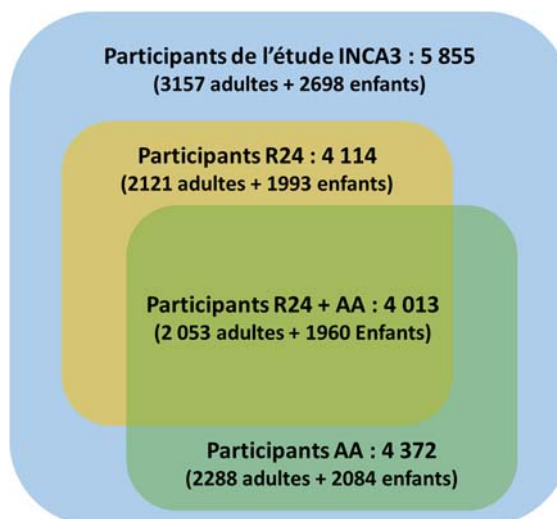 Participants de l’étude INCA3 : 5 855
(3157 adultes + 2698 enfants)
Participants R24 : 4 114
(2121 adultes + 1993 enfants)
Participants R24 + AA : 4 013
(2 053 adultes + 1960 Enfants)
Participants AA : 4 372
(2288 adultes + 2084 enfants)